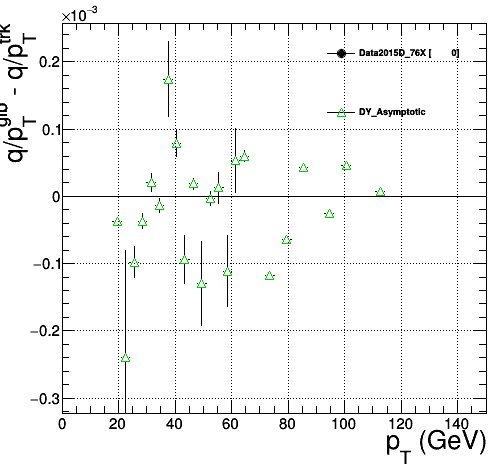 ×10⁻³
q/p_T^glb - q/p_T^trk
0.2
0.1
0
−0.1
−0.2
−0.3
Data2015D_76X [ 0]
DY_Asymptotic
0 20 40 60 80 100 120 140
p_T (GeV)